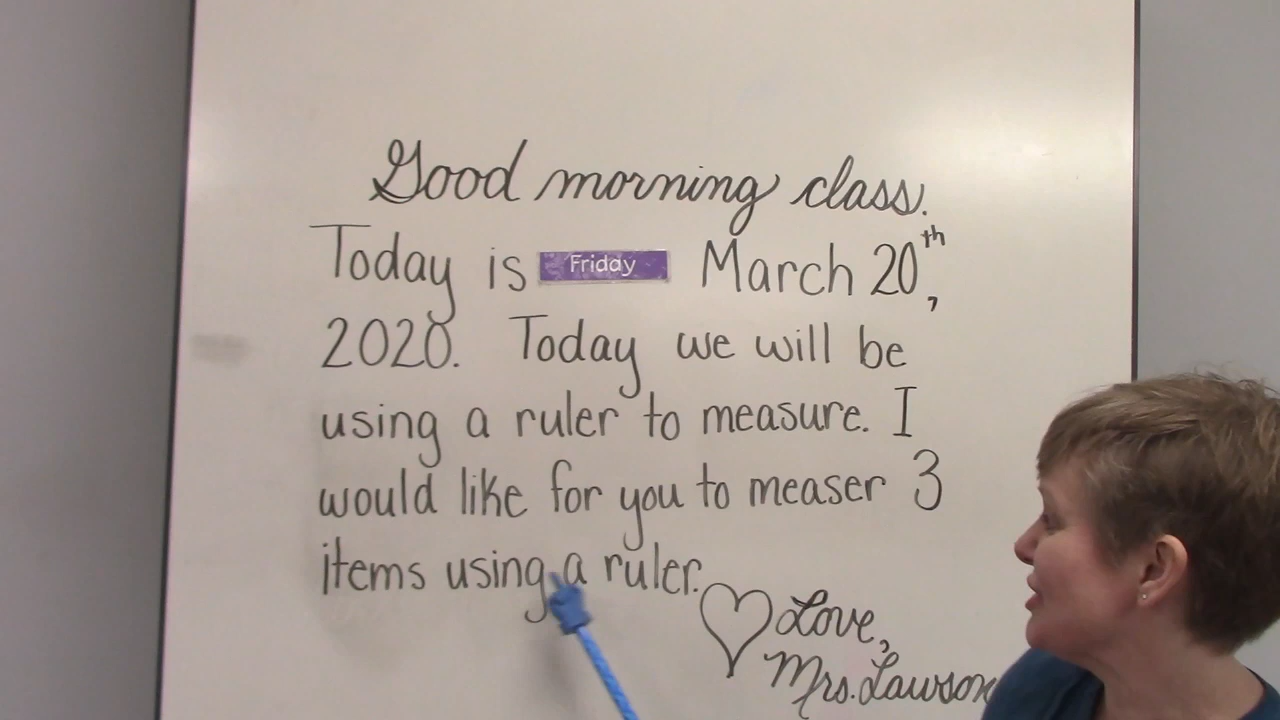 Good morning class.
Today is Friday March 20th,
2020. Today we will be
using a ruler to measure. I
would like for you to measer 3
items using a ruler.
Love,
Mrs. Lawson